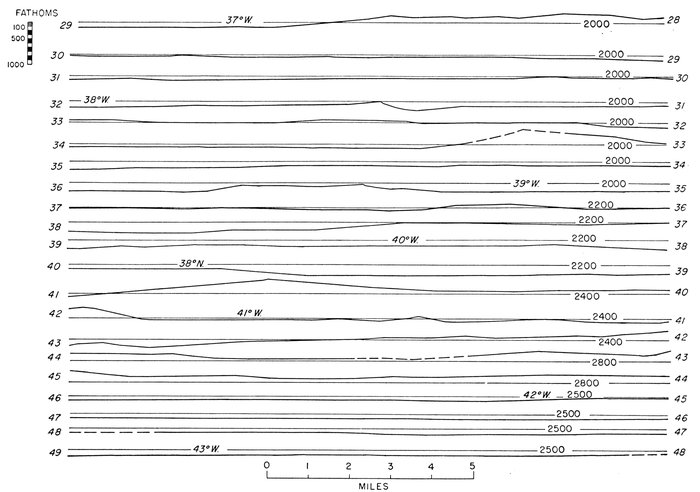 FATHOMS
100
500
1000
29 37°W. 2000 28
30 2000 29
31 2000 30
32 38°W. 2000 31
33 2000 32
34 2000 33
35 2000 34
36 39°W. 2000 35
37 2200 36
38 2200 37
39 40°W. 2200 38
40 38°N. 2200 39
41 2400 40
42 41°W. 2400 41
43 2400 42
44 2800 43
45 2800 44
46 42°W. 2500 45
47 2500 46
48 2500 47
49 43°W. 2500 48
0 1 2 3 4 5
MILES